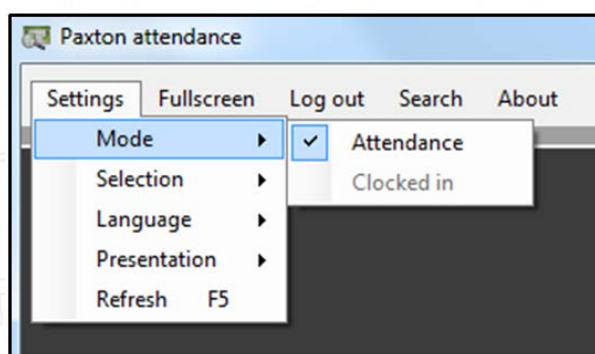 Paxton attendance
Settings Fullscreen Log out Search About
Mode
Attendance
Selection
Clocked in
Language
Presentation
Refresh F5